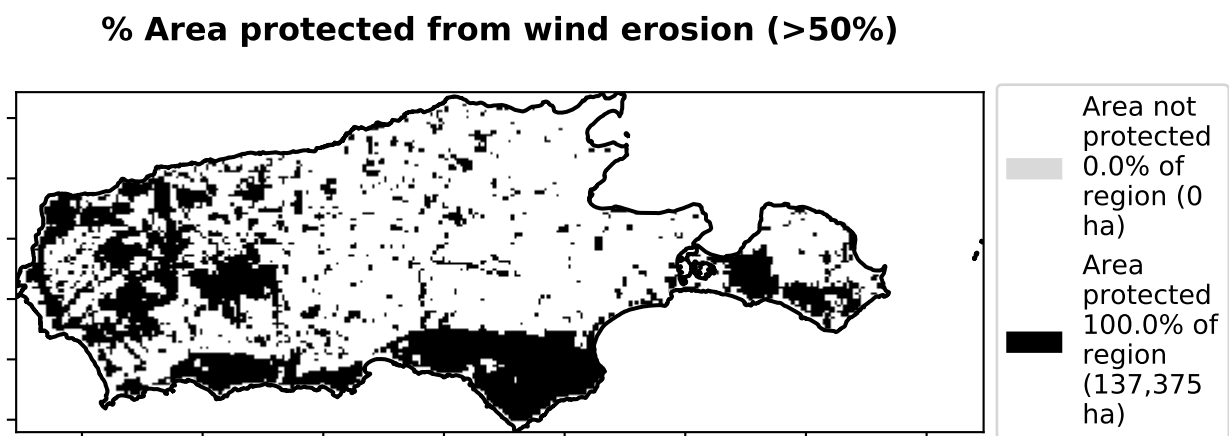 % Area protected from wind erosion (>50%)
Area not
protected
0.0% of
region (0
ha)
Area
protected
100.0% of
region
(137,375
ha)